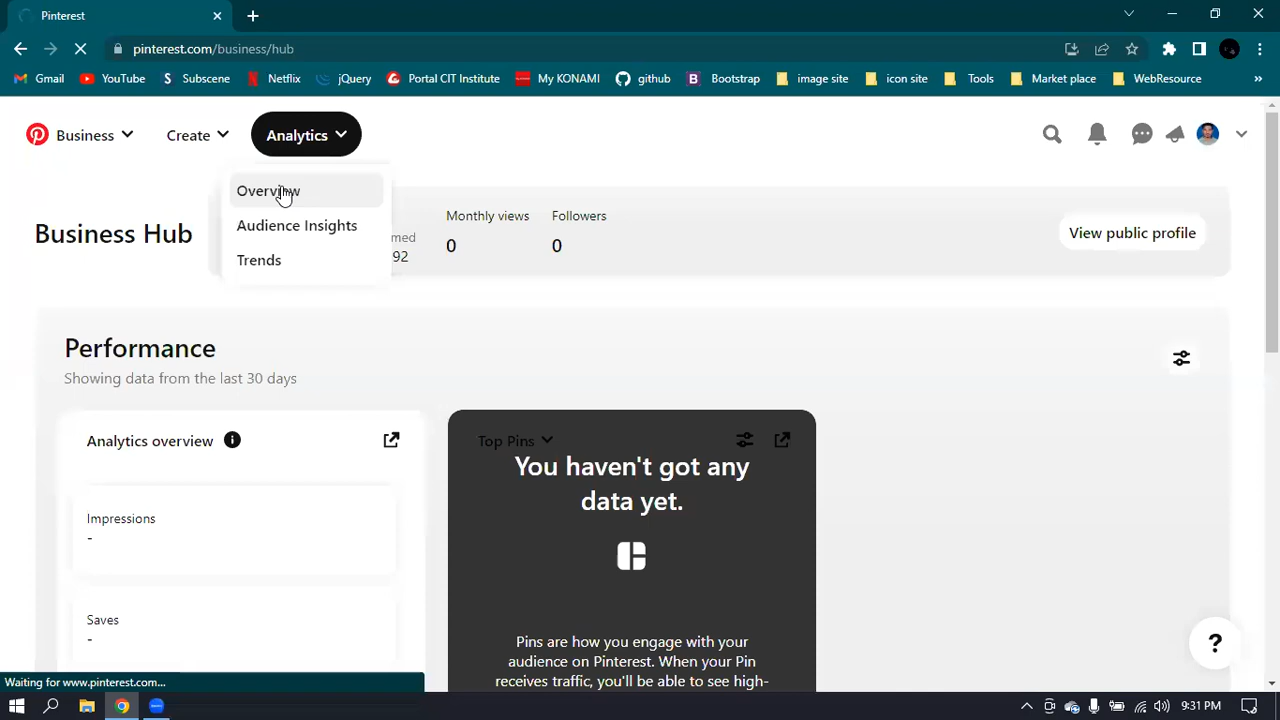 Pinterest
pinterest.com/business/hub
Gmail YouTube Subscene Netflix jQuery Portal CIT Institute My KONAMI github Bootstrap image site icon site Tools Market place WebResource »
Business Create Analytics
Overview
Audience Insights
Trends
Business Hub
med
92
Monthly views
0
Followers
0
View public profile
Performance
Showing data from the last 30 days
Analytics overview
Impressions
-
Saves
-
Top Pins
You haven't got any
data yet.
Pins are how you engage with your
audience on Pinterest. When your Pin
receives traffic, you'll be able to see high-
?
Waiting for www.pinterest.com...
9:31 PM